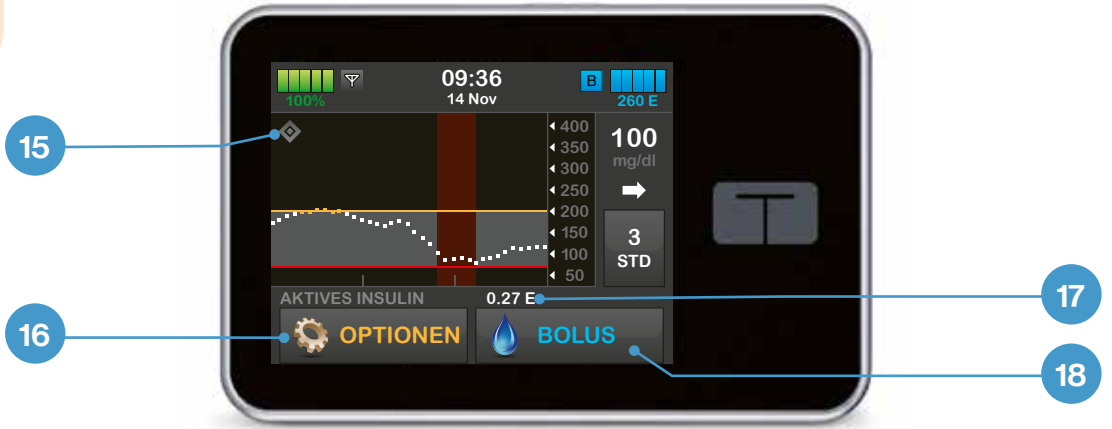 09:36
14 Nov
100%
B
260 E
15
400
350
300
250
200
150
100
50
100
mg/dl
3
STD
AKTIVES INSULIN 0.27 E
17
16
OPTIONEN
BOLUS
18